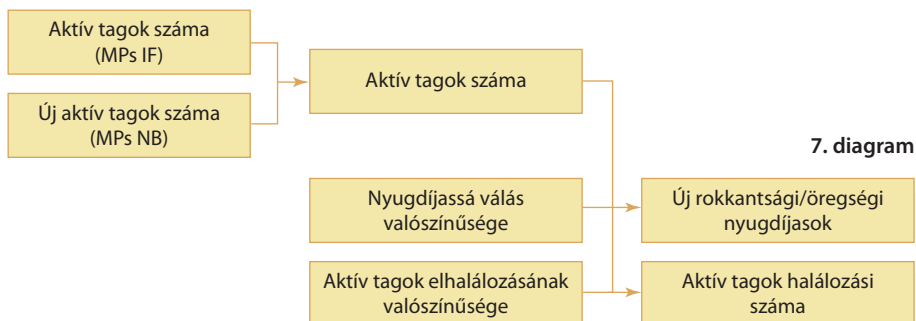 Aktív tagok száma
(MPs IF)
Új aktív tagok száma
(MPs NB)
Aktív tagok száma
7. diagram
Nyugdíjassá válás
valószínűsége
Új rokkantsági/öregségi
nyugdíjasok
Aktív tagok elhalálozásának
valószínűsége
Aktív tagok halálozási
száma